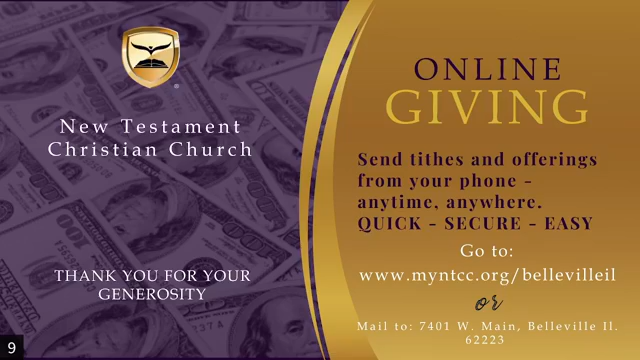 New Testament
Christian Church
THANK YOU FOR YOUR
GENEROSITY
ONLINE
GIVING
Send tithes and offerings
from your phone -
anytime, anywhere.
QUICK - SECURE - EASY
Go to:
www.myntcc.org/bellevilleil
or
Mail to: 7401 W. Main, Belleville Il.
62223
9